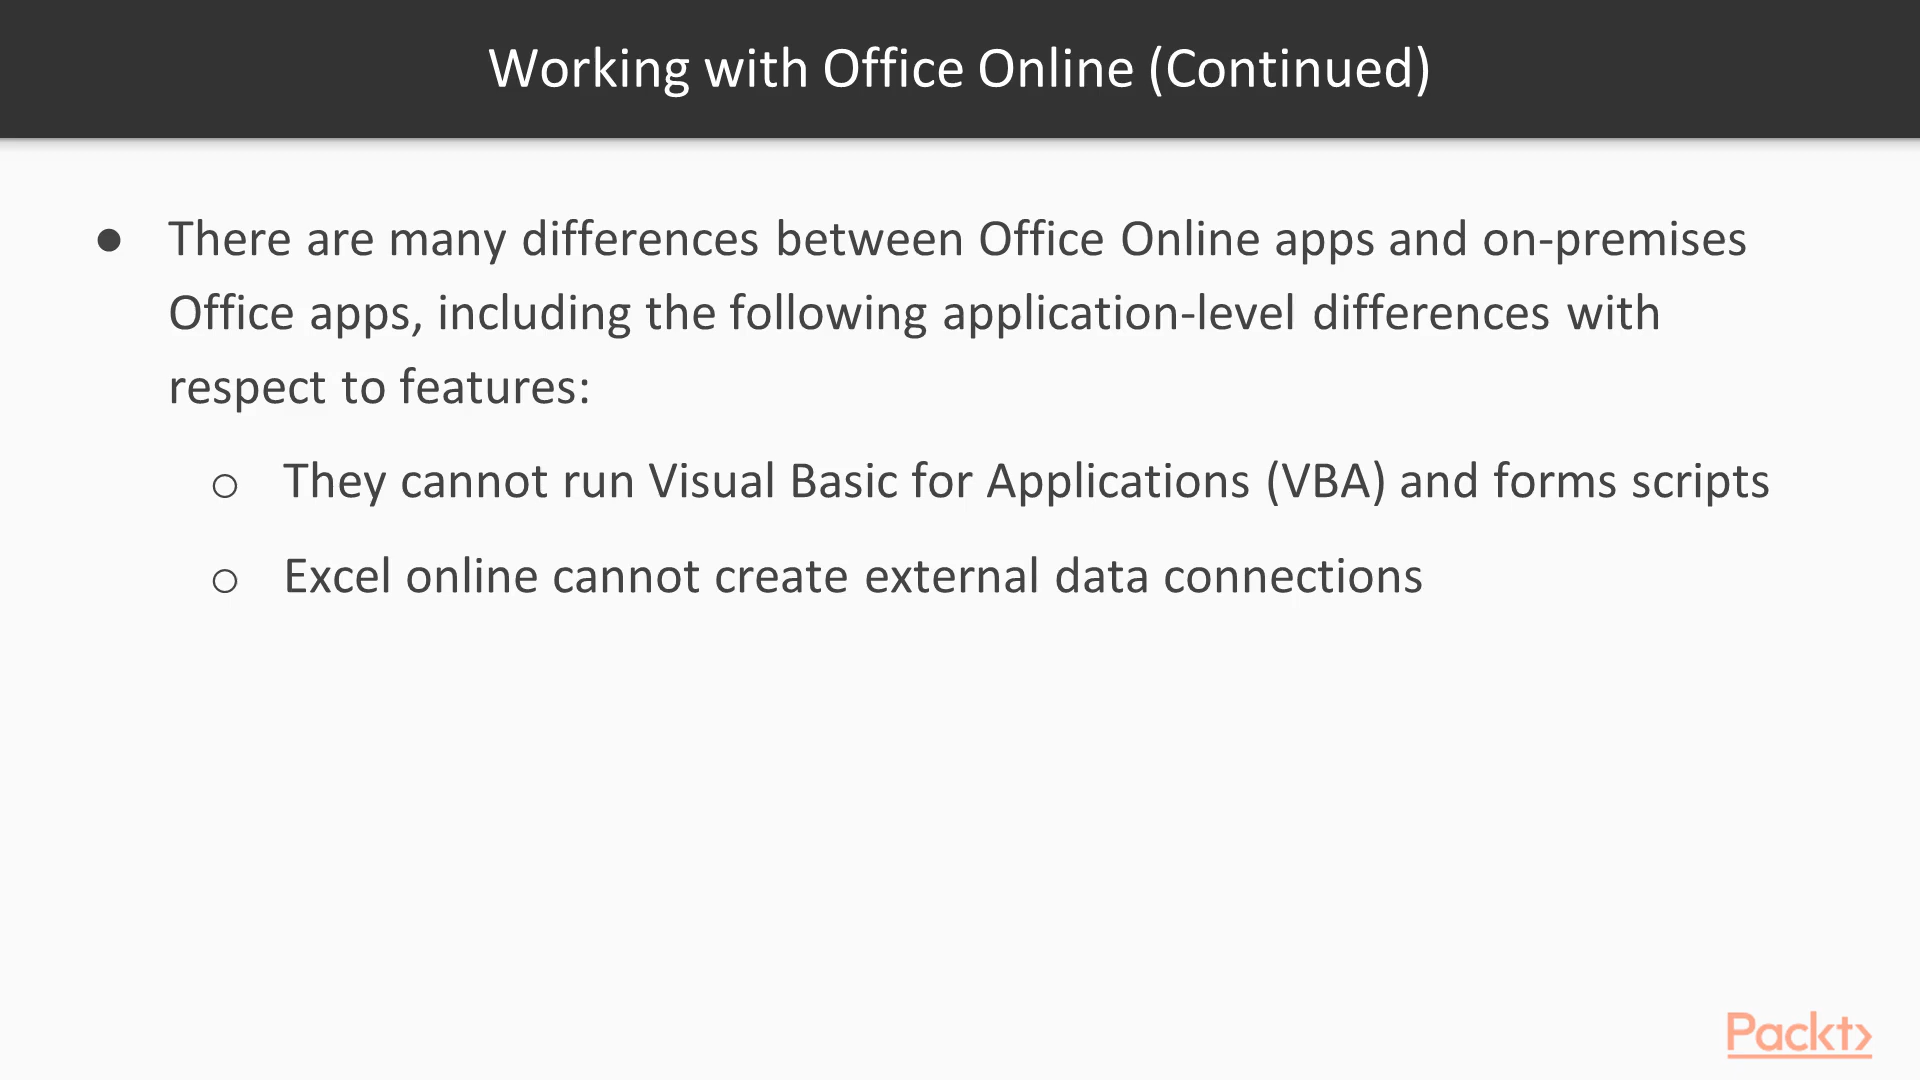 Working with Office Online (Continued)
● There are many differences between Office Online apps and on-premises
Office apps, including the following application-level differences with
respect to features:
○ They cannot run Visual Basic for Applications (VBA) and forms scripts
○ Excel online cannot create external data connections
Packt>